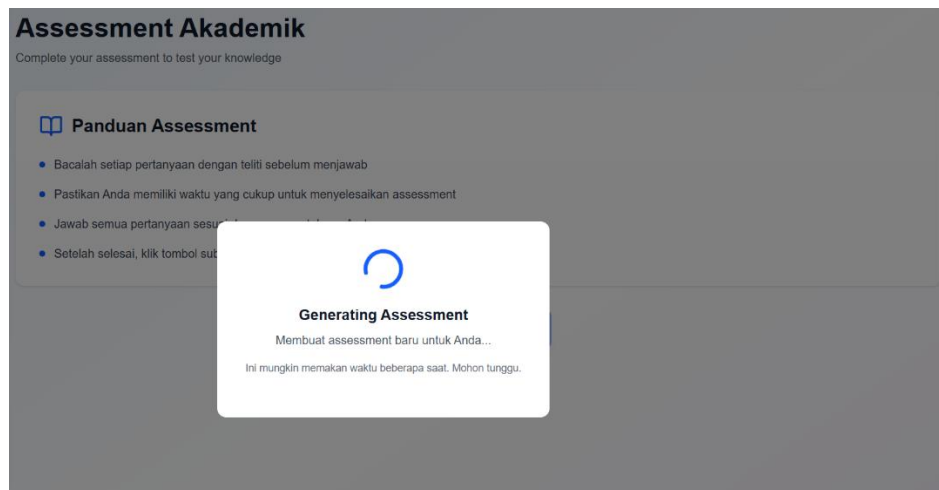 Assessment Akademik
Complete your assessment to test your knowledge
Panduan Assessment
Bacalah setiap pertanyaan dengan teliti sebelum menjawab
Pastikan Anda memiliki waktu yang cukup untuk menyelesaikan assessment
Jawab semua pertanyaan
Setelah selesai, klik tombol
Generating Assessment
Membuat assessment baru untuk Anda...
Ini mungkin memakan waktu beberapa saat. Mohon tunggu.